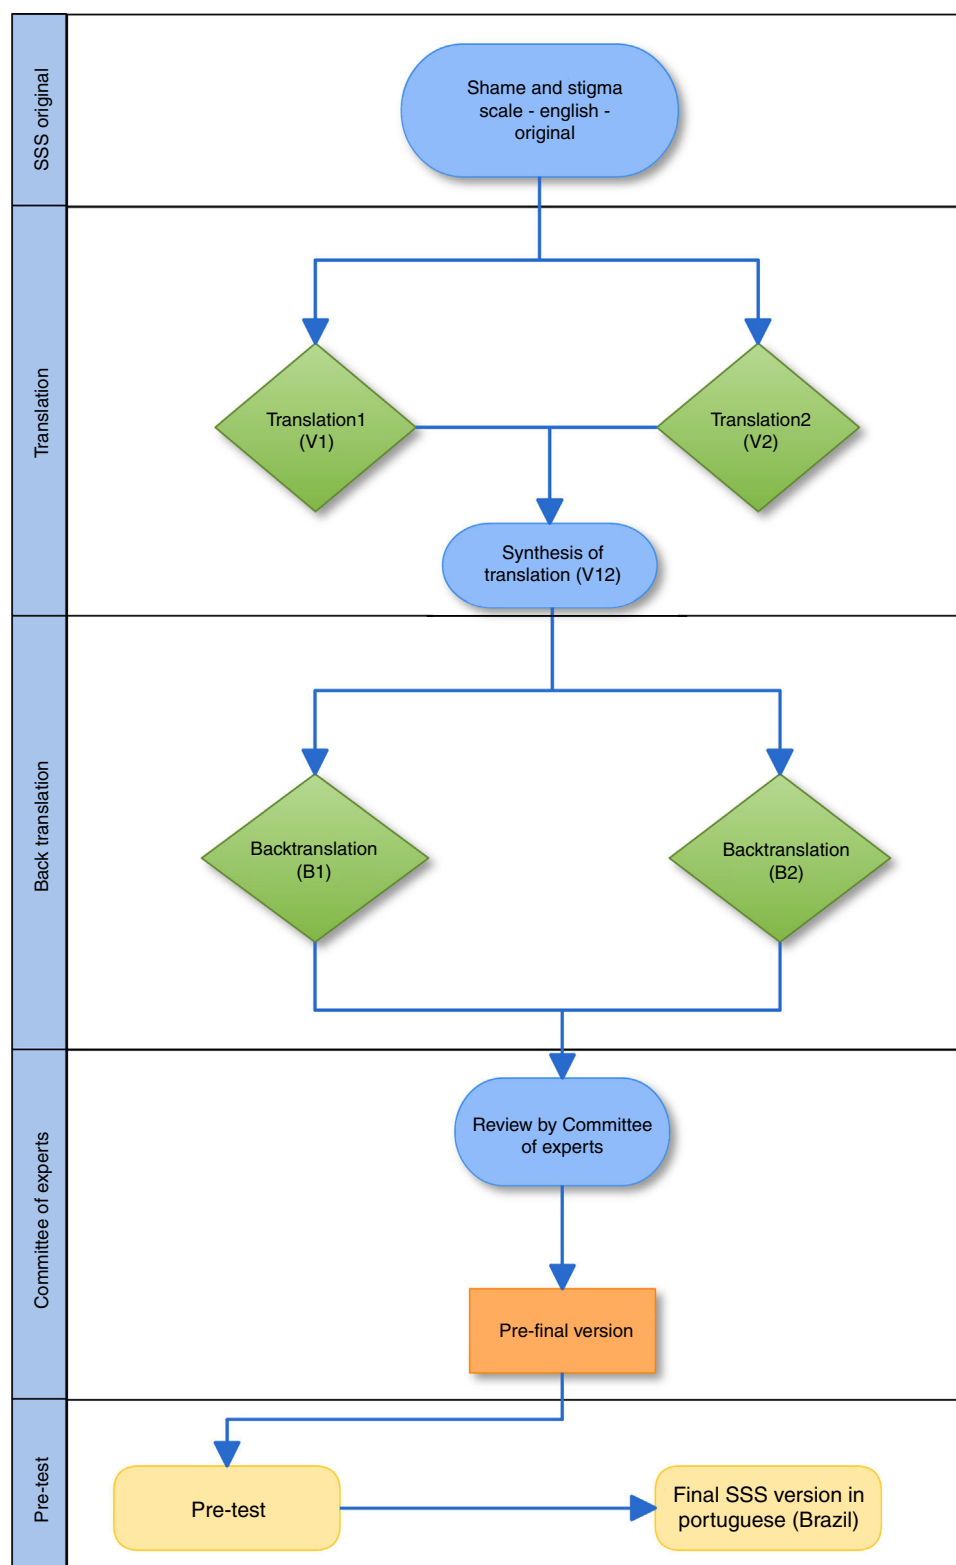 SSS original
Shame and stigma
scale - english -
original
Translation
Translation1
(V1)
Translation2
(V2)
Synthesis of
translation (V12)
Back translation
Backtranslation
(B1)
Backtranslation
(B2)
Committee of experts
Review by Committee
of experts
Pre-final version
Pre-test
Pre-test
Final SSS version in
portuguese (Brazil)